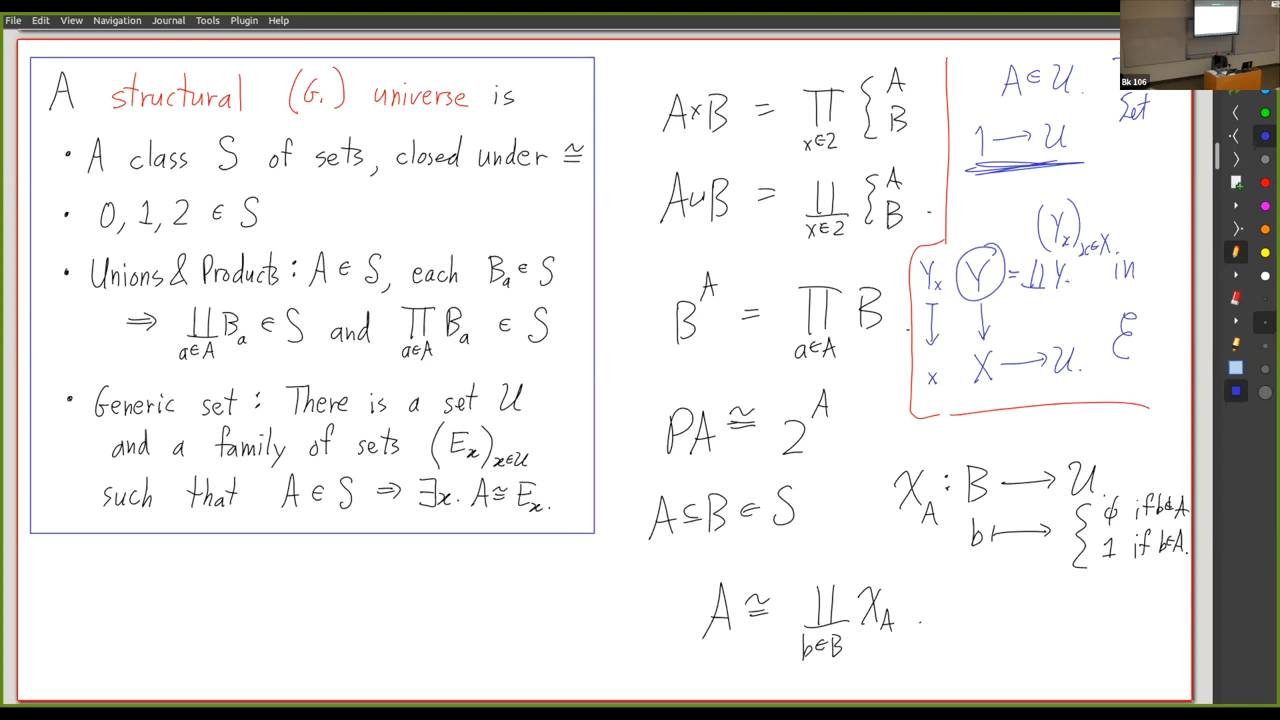 File Edit View Navigation Journal Tools Plugin Help
Bk 106
A structural (G.) universe is
• A class S of sets, closed under ≅
• 0, 1, 2 ∈ S
• Unions & Products: A ∈ S, each B_a ∈ S
⇒ ∐_{a∈A} B_a ∈ S and ∏_{a∈A} B_a ∈ S
• Generic set: There is a set U
and a family of sets (E_x)_{x∈U}
such that A ∈ S ⇒ ∃x. A ≅ E_x.
A×B = ∏_{x∈2} { A B
A⊔B = ∐_{x∈2} { A B .
B^A = ∏_{a∈A} B .
PA ≅ 2^A
A ⊆ B ∈ S
A ≅ ∐_{b∈B} χ_A .
A ∈ U.
Set
1 → U
(Y_x)_{x∈X}.
Y_x Y = ∐ Y. in
↧ ↓ ℰ
x X → U.
χ_A : B → U.
b ↦ { ϕ if b∉A.
1 if b∈A.